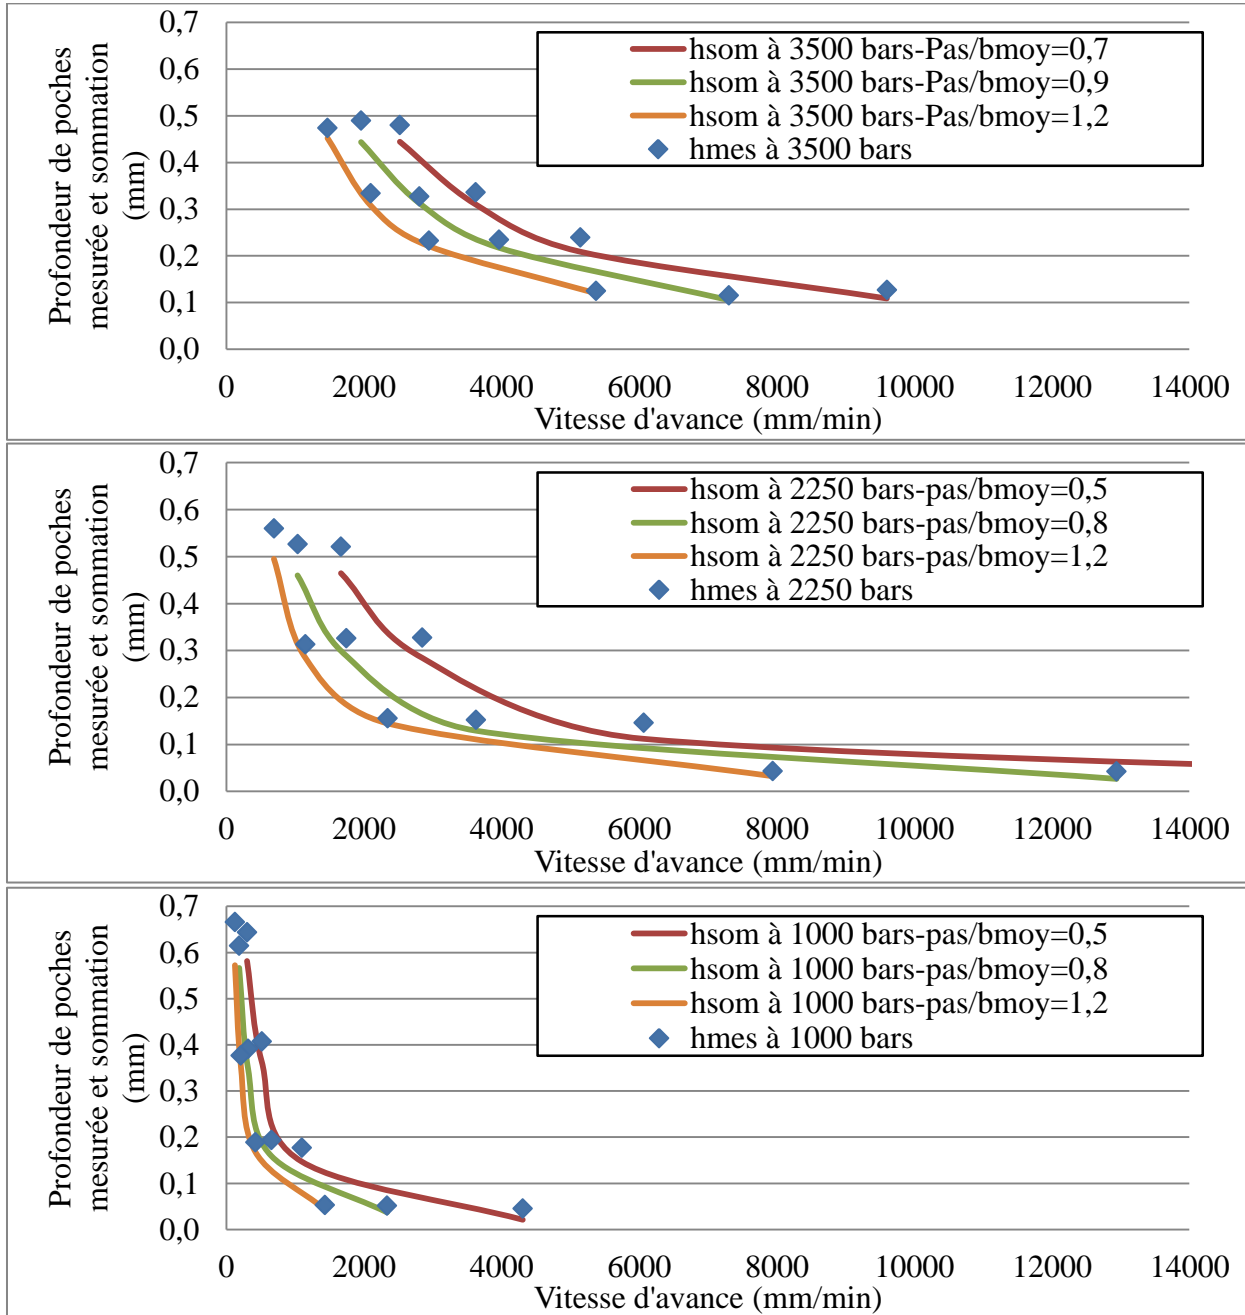 Profondeur de poches
mesurée et sommation
(mm)
0,7
0,6
0,5
0,4
0,3
0,2
0,1
0,0
hsom à 3500 bars-Pas/bmoy=0,7
hsom à 3500 bars-Pas/bmoy=0,9
hsom à 3500 bars-Pas/bmoy=1,2
hmes à 3500 bars
0 2000 4000 6000 8000 10000 12000 14000
Vitesse d'avance (mm/min)
Profondeur de poches
mesurée et sommation
(mm)
0,7
0,6
0,5
0,4
0,3
0,2
0,1
0,0
hsom à 2250 bars-pas/bmoy=0,5
hsom à 2250 bars-pas/bmoy=0,8
hsom à 2250 bars-pas/bmoy=1,2
hmes à 2250 bars
0 2000 4000 6000 8000 10000 12000 14000
Vitesse d'avance (mm/min)
Profondeur de poches
mesurée et sommation
(mm)
0,7
0,6
0,5
0,4
0,3
0,2
0,1
0,0
hsom à 1000 bars-pas/bmoy=0,5
hsom à 1000 bars-pas/bmoy=0,8
hsom à 1000 bars-pas/bmoy=1,2
hmes à 1000 bars
0 2000 4000 6000 8000 10000 12000 14000
Vitesse d'avance (mm/min)